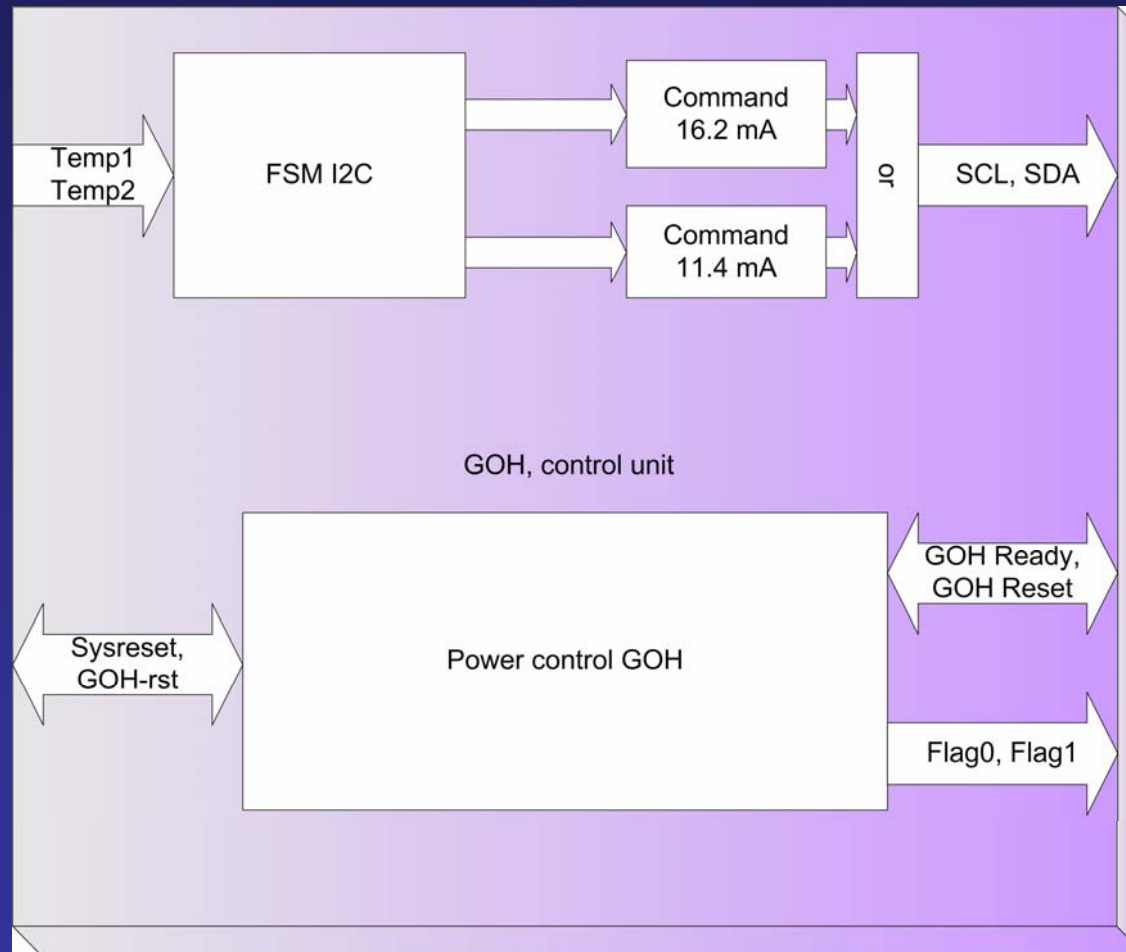 Temp1
Temp2
FSM I2C
Command
16.2 mA
Command
11.4 mA
or
SCL, SDA
GOH, control unit
Sysreset,
GOH-rst
Power control GOH
GOH Ready,
GOH Reset
Flag0, Flag1